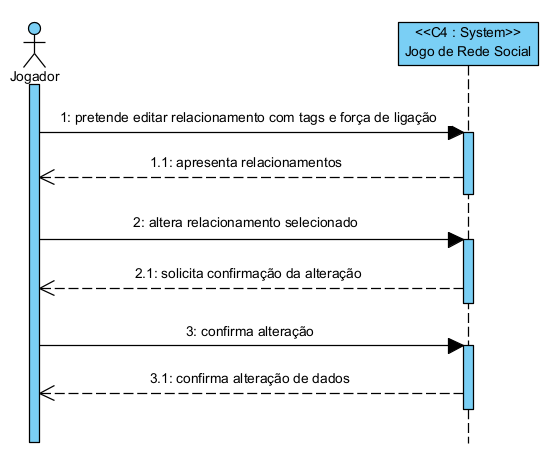 <<C4 : System>>
Jogo de Rede Social
Jogador
1: pretende editar relacionamento com tags e força de ligação
1.1: apresenta relacionamentos
2: altera relacionamento selecionado
2.1: solicita confirmação da alteração
3: confirma alteração
3.1: confirma alteração de dados